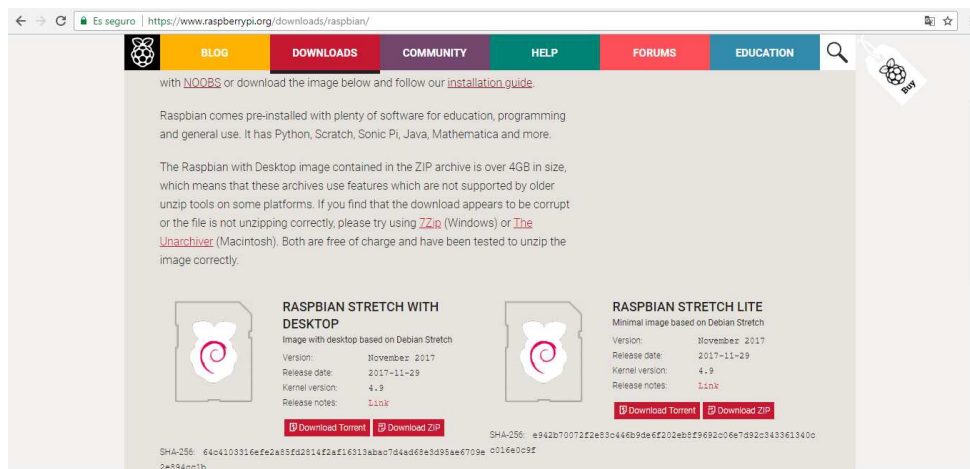 Es seguro | https://www.raspberrypi.org/downloads/raspbian/
BLOG DOWNLOADS COMMUNITY HELP FORUMS EDUCATION
Buy
with NOOBS or download the image below and follow our installation guide.
Raspbian comes pre-installed with plenty of software for education, programming
and general use. It has Python, Scratch, Sonic Pi, Java, Mathematica and more.
The Raspbian with Desktop image contained in the ZIP archive is over 4GB in size,
which means that these archives use features which are not supported by older
unzip tools on some platforms. If you find that the download appears to be corrupt
or the file is not unzipping correctly, please try using 7Zip (Windows) or The
Unarchiver (Macintosh). Both are free of charge and have been tested to unzip the
image correctly.
RASPBIAN STRETCH WITH
DESKTOP
Image with desktop based on Debian Stretch
Version: November 2017
Release date: 2017-11-29
Kernel version: 4.9
Release notes: Link
Download Torrent Download ZIP
SHA-256: 64c4103316efe2a85fd2814f2af16313abac7d4ad68e3d95ae6709e
2e894cc1b
RASPBIAN STRETCH LITE
Minimal image based on Debian Stretch
Version: November 2017
Release date: 2017-11-29
Kernel version: 4.9
Release notes: Link
Download Torrent Download ZIP
SHA-256: e942b70072f2e83c446b9de6f202eb8f9692c06e7d92c343361340c
c016e0c9f